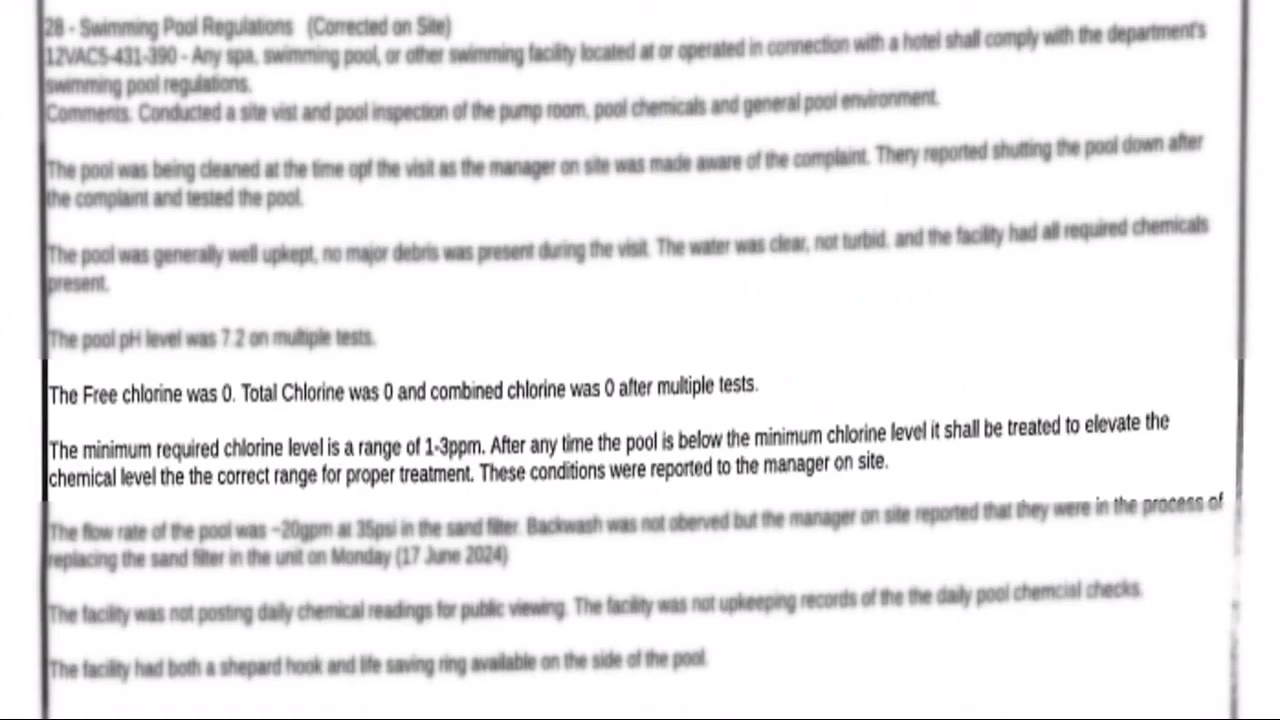 28 - Swimming Pool Regulations (Corrected on Site)
12VAC5-431-390 - Any spa, swimming pool, or other swimming facility located at or operated in connection with a hotel shall comply with the department's
swimming pool regulations.
Comments: Conducted a site vist and pool inspection of the pump room, pool chemicals and general pool environment.
The pool was being cleaned at the time opf the visit as the manager on site was made aware of the complaint. Thery reported shutting the pool down after
the complaint and tested the pool.
The pool was generally well upkept, no major debris was present during the visit. The water was clear, not turbid, and the facility had all required chemicals
present.
The pool pH level was 7.2 on multiple tests.
The Free chlorine was 0. Total Chlorine was 0 and combined chlorine was 0 after multiple tests.
The minimum required chlorine level is a range of 1-3ppm. After any time the pool is below the minimum chlorine level it shall be treated to elevate the
chemical level the the correct range for proper treatment. These conditions were reported to the manager on site.
The flow rate of the pool was ~20gpm at 35psi in the sand filter. Backwash was not oberved but the manager on site reported that they were in the process of
replacing the sand filter in the unit on Monday (17 June 2024)
The facility was not posting daily chemical readings for public viewing. The facility was not upkeeping records of the the daily pool chemcial checks.
The facility had both a shepard hook and life saving ring available on the side of the pool.